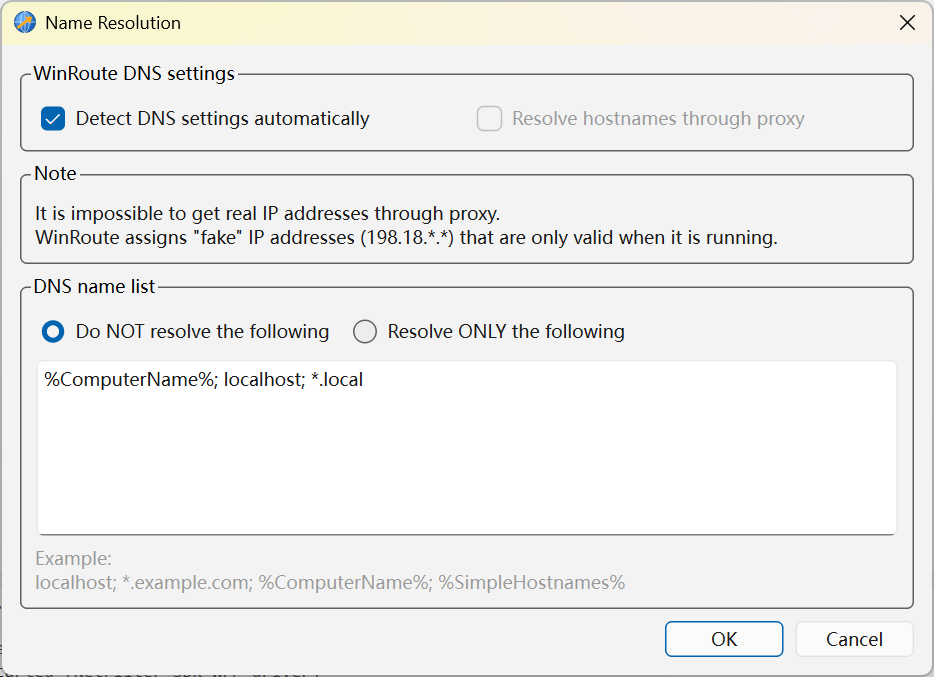 Name Resolution
WinRoute DNS settings
Detect DNS settings automatically
Resolve hostnames through proxy
Note
It is impossible to get real IP addresses through proxy.
WinRoute assigns "fake" IP addresses (198.18.*.*) that are only valid when it is running.
DNS name list
Do NOT resolve the following
Resolve ONLY the following
%ComputerName%; localhost; *.local
Example:
localhost; *.example.com; %ComputerName%; %SimpleHostnames%
OK
Cancel